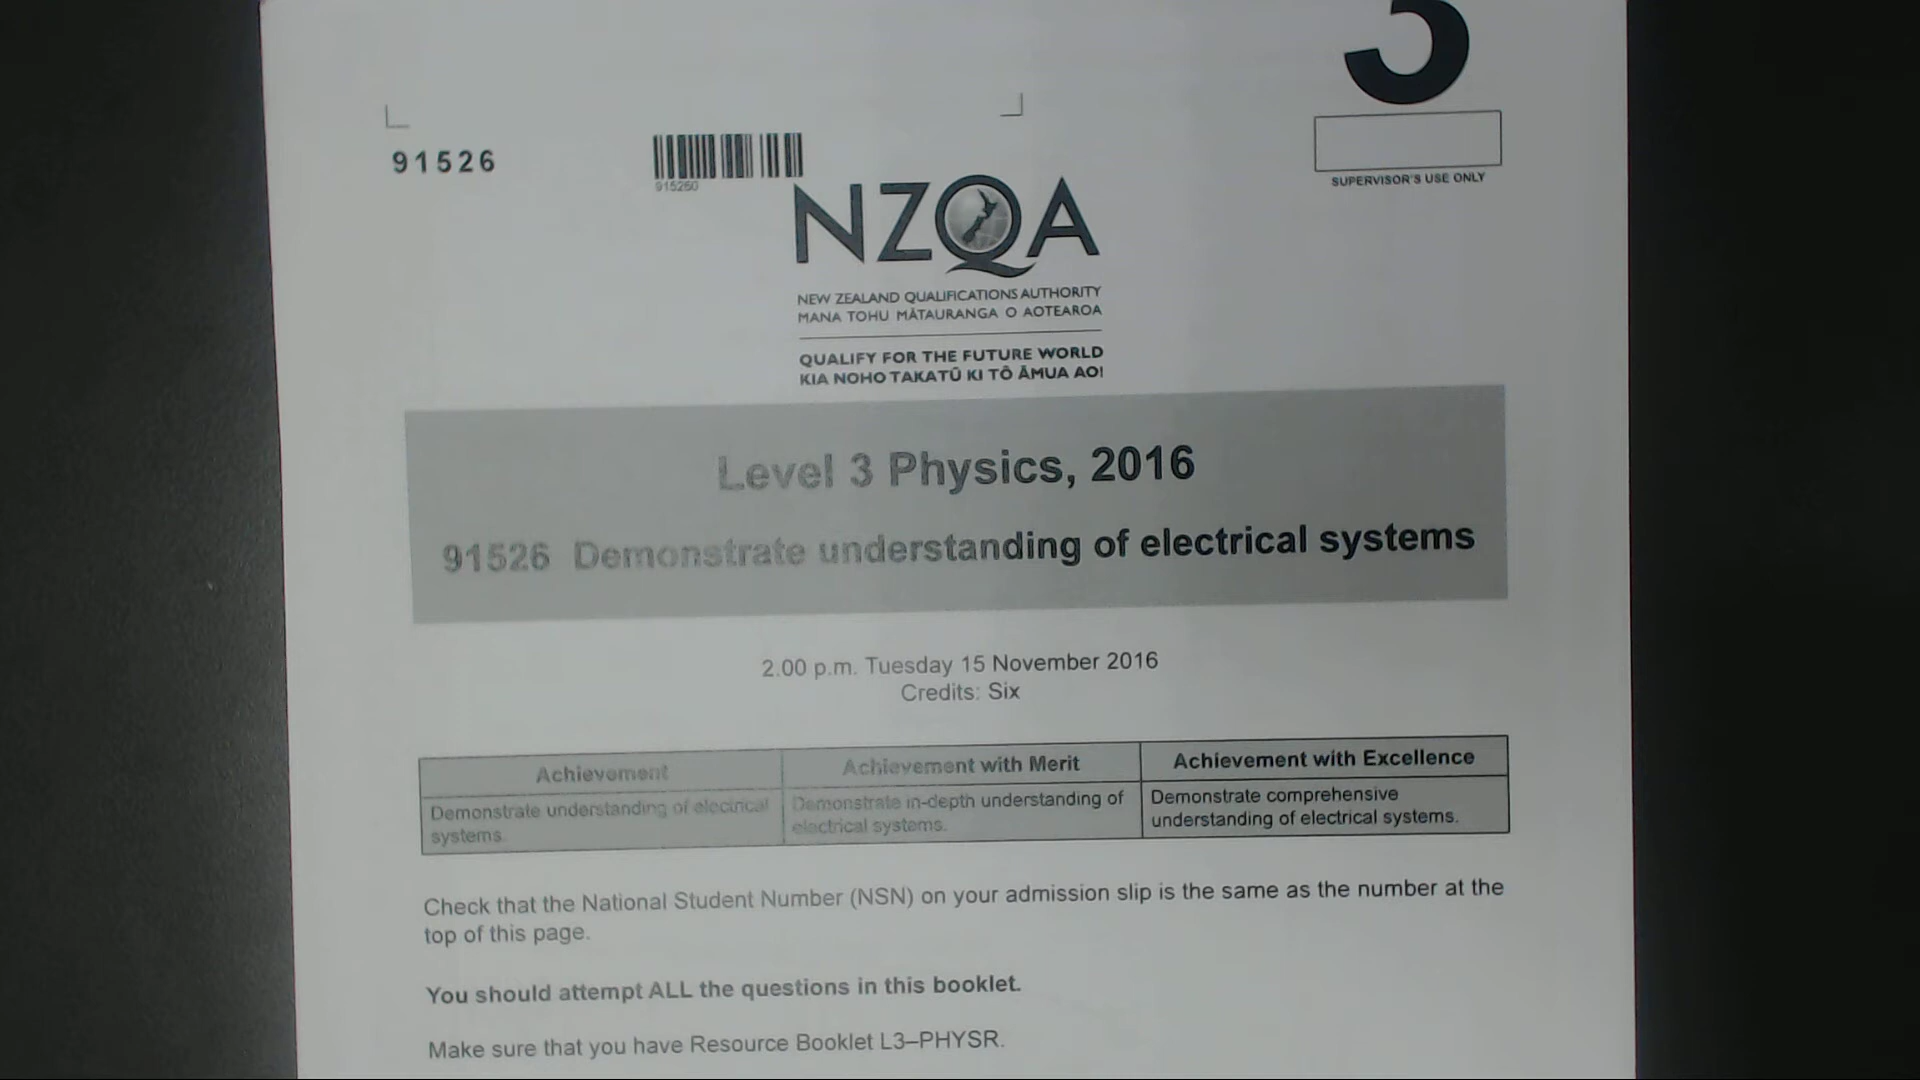 3
91526
915260
SUPERVISOR'S USE ONLY
NZQA
NEW ZEALAND QUALIFICATIONS AUTHORITY
MANA TOHU MĀTAURANGA O AOTEAROA
QUALIFY FOR THE FUTURE WORLD
KIA NOHO TAKATŪ KI TŌ ĀMUA AO!
Level 3 Physics, 2016
91526 Demonstrate understanding of electrical systems
2.00 p.m. Tuesday 15 November 2016
Credits: Six
Achievement
Achievement with Merit
Achievement with Excellence
Demonstrate understanding of electrical
systems.
Demonstrate in-depth understanding of
electrical systems.
Demonstrate comprehensive
understanding of electrical systems.
Check that the National Student Number (NSN) on your admission slip is the same as the number at the
top of this page.
You should attempt ALL the questions in this booklet.
Make sure that you have Resource Booklet L3–PHYSR.